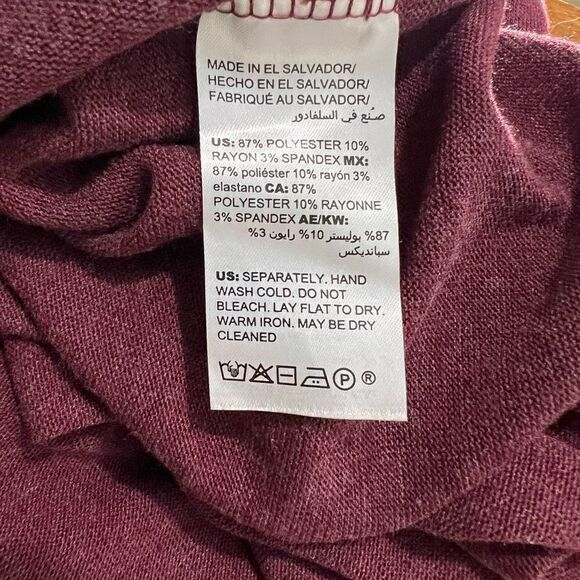 MADE IN EL SALVADOR/
HECHO EN EL SALVADOR/
FABRIQUÉ AU SALVADOR/
صُنع في السلفادور
US: 87% POLYESTER 10%
RAYON 3% SPANDEX MX:
87% poliéster 10% rayón 3%
elastano CA: 87%
POLYESTER 10% RAYONNE
3% SPANDEX AE/KW:
87% بوليستر 10% رايون 3%
سبانديكس
US: SEPARATELY. HAND
WASH COLD. DO NOT
BLEACH. LAY FLAT TO DRY.
WARM IRON. MAY BE DRY
CLEANED
P ®